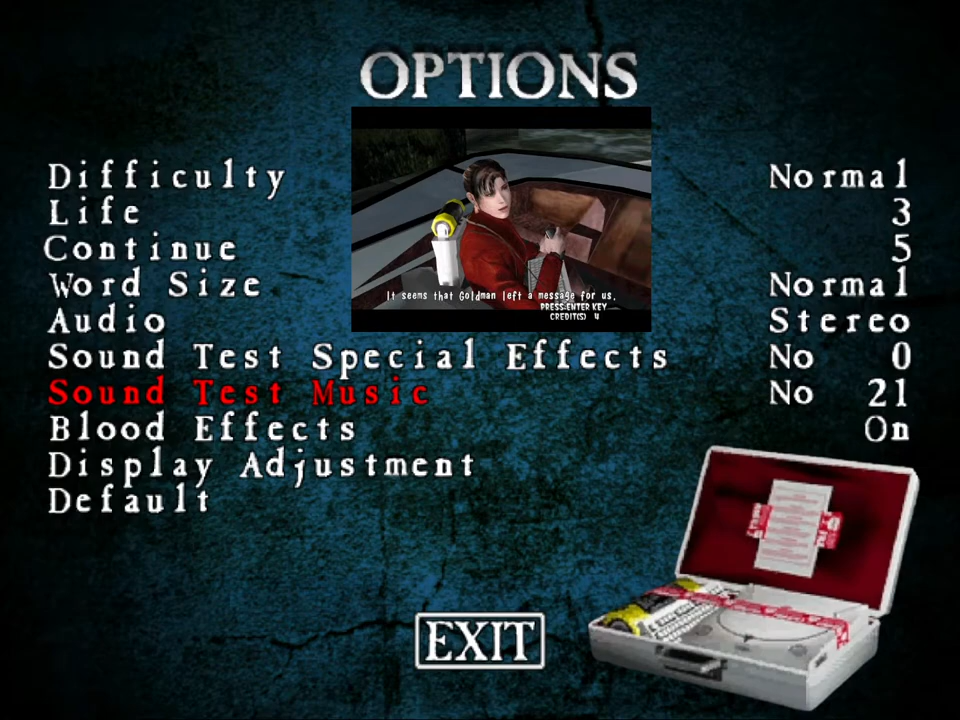 OPTIONS
Difficulty Normal
Life 3
Continue 5
Word Size Normal
Audio Stereo
Sound Test Special Effects No 0
Sound Test Music No 21
Blood Effects On
Display Adjustment
Default
It seems that Goldman left a message for us.
PRESS ENTER KEY
CREDIT(S) 4
EXIT